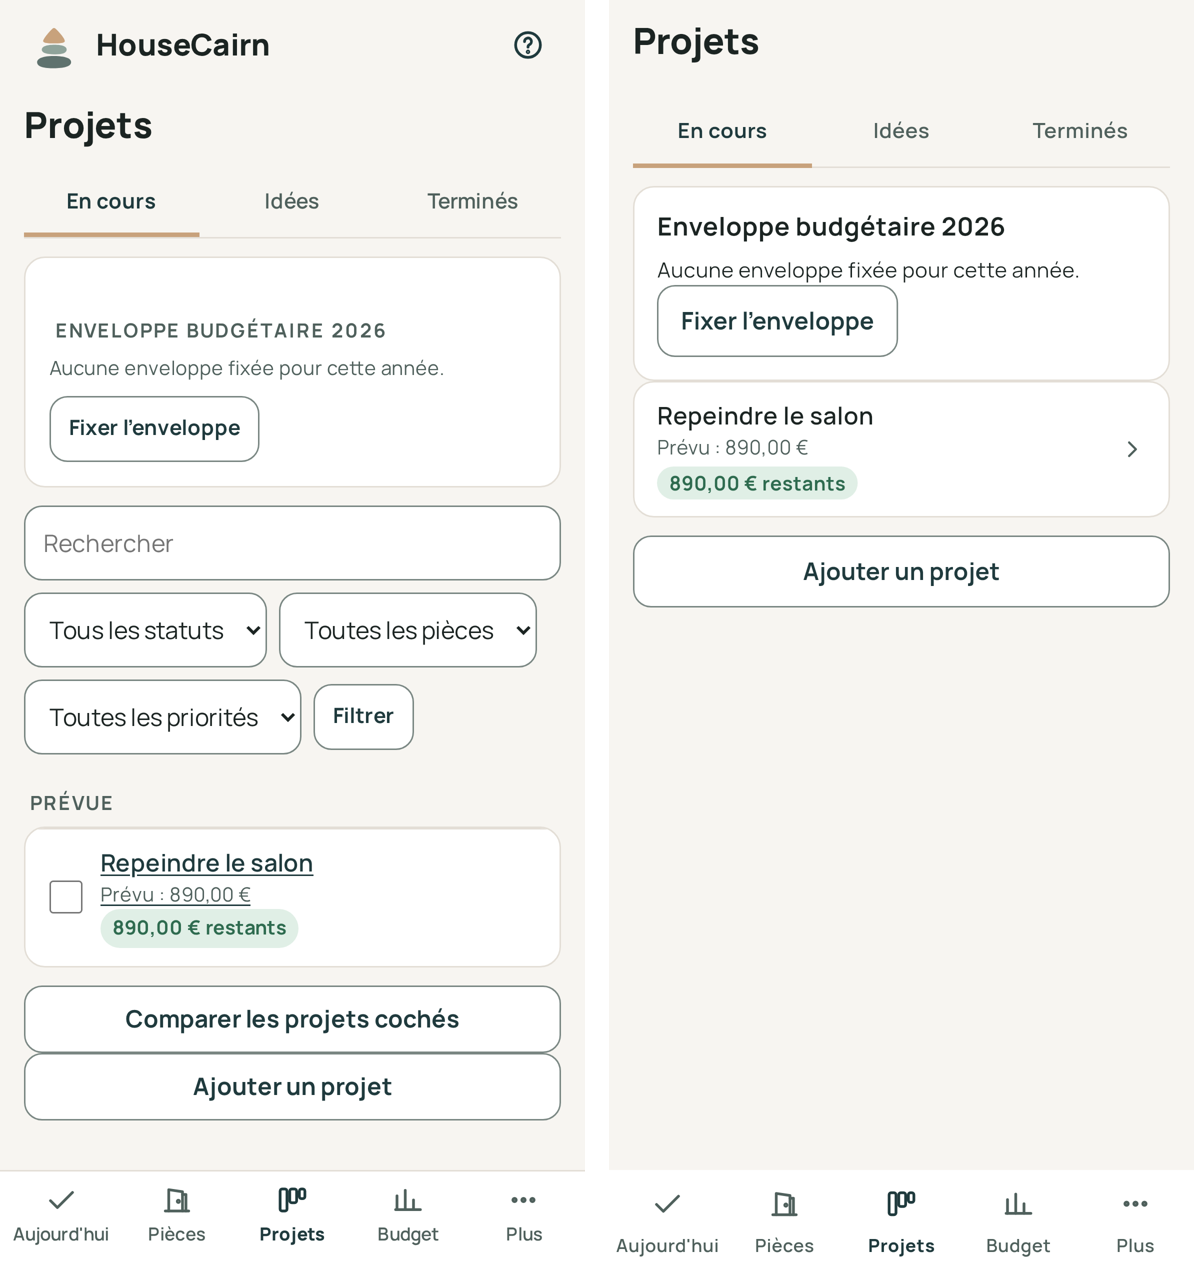 HouseCairn
Projets
En cours Idées Terminés
ENVELOPPE BUDGÉTAIRE 2026
Aucune enveloppe fixée pour cette année.
Fixer l’enveloppe
Rechercher
Tous les statuts Toutes les pièces
Toutes les priorités Filtrer
PRÉVUE
Repeindre le salon
Prévu : 890,00 €
890,00 € restants
Comparer les projets cochés
Ajouter un projet
Aujourd'hui Pièces Projets Budget Plus
Projets
En cours Idées Terminés
Enveloppe budgétaire 2026
Aucune enveloppe fixée pour cette année.
Fixer l’enveloppe
Repeindre le salon
Prévu : 890,00 €
890,00 € restants
Ajouter un projet
Aujourd'hui Pièces Projets Budget Plus